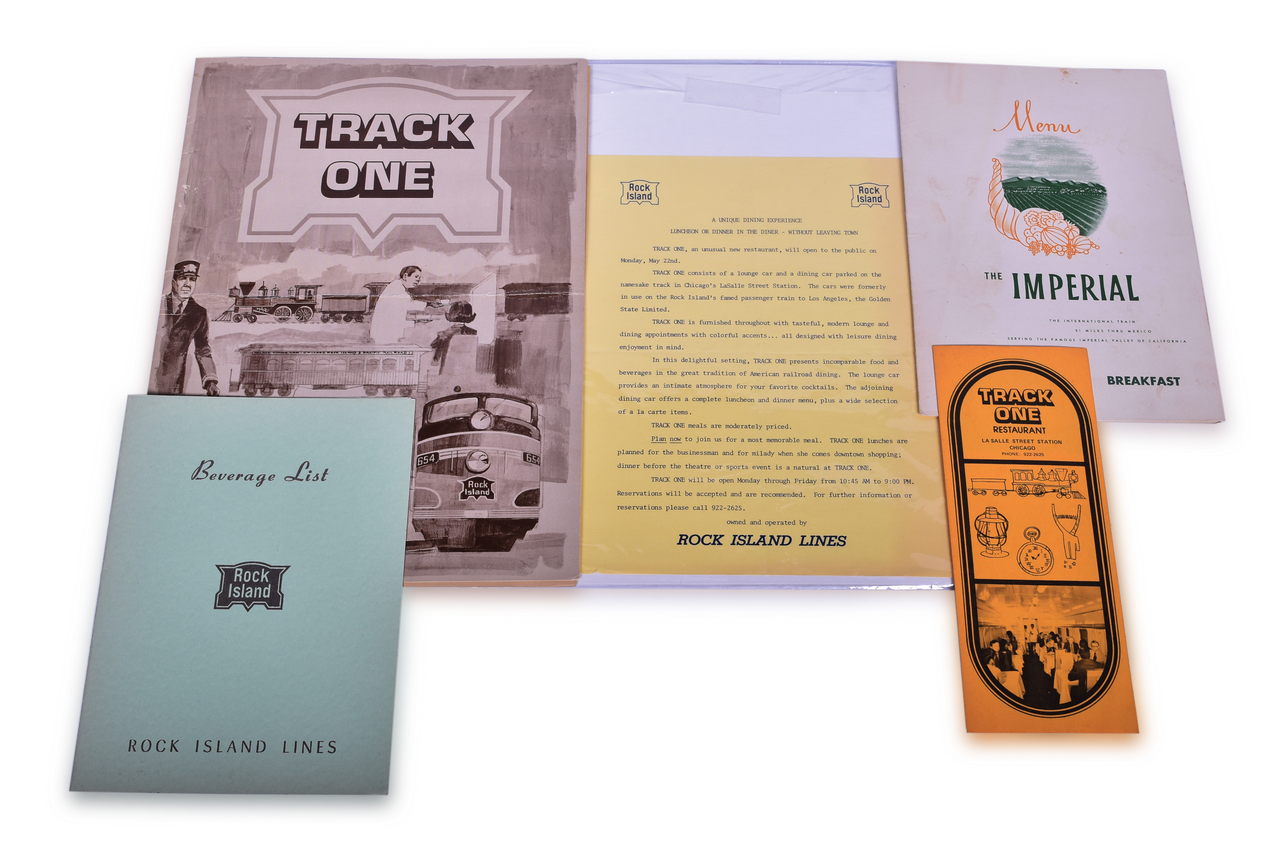 TRACK
ONE
654
654
Rock
Island
Rock
Island
Rock
Island
A UNIQUE DINING EXPERIENCE
LUNCHEON OR DINNER IN THE DINER - WITHOUT LEAVING TOWN
TRACK ONE, an unusual new restaurant, will open to the public on
Monday, May 22nd.
TRACK ONE consists of a lounge car and a dining car parked on the
namesake track in Chicago's LaSalle Street Station. The cars were formerly
in use on the Rock Island's famed passenger train to Los Angeles, the Golden
State Limited.
TRACK ONE is furnished throughout with tasteful, modern lounge and
dining appointments with colorful accents... all designed with leisure dining
enjoyment in mind.
In this delightful setting, TRACK ONE presents incomparable food and
beverages in the great tradition of American railroad dining. The lounge car
provides an intimate atmosphere for your favorite cocktails. The adjoining
dining car offers a complete luncheon and dinner menu, plus a wide selection
of a la carte items.
TRACK ONE meals are moderately priced.
Plan now to join us for a most memorable meal. TRACK ONE lunches are
planned for the businessman and for milady when she comes downtown shopping;
dinner before the theatre or sports event is a natural at TRACK ONE.
TRACK ONE will be open Monday through Friday from 10:45 AM to 9:00 PM.
Reservations will be accepted and are recommended. For further information or
reservations please call 922-2625.
owned and operated by
ROCK ISLAND LINES
Menu
THE IMPERIAL
THE INTERNATIONAL TRAIN
51 MILES THRU MEXICO
SERVING THE FAMOUS IMPERIAL VALLEY OF CALIFORNIA
BREAKFAST
Beverage List
Rock
Island
ROCK ISLAND LINES
TRACK
ONE
RESTAURANT
LA SALLE STREET STATION
CHICAGO
PHONE: 922-2625